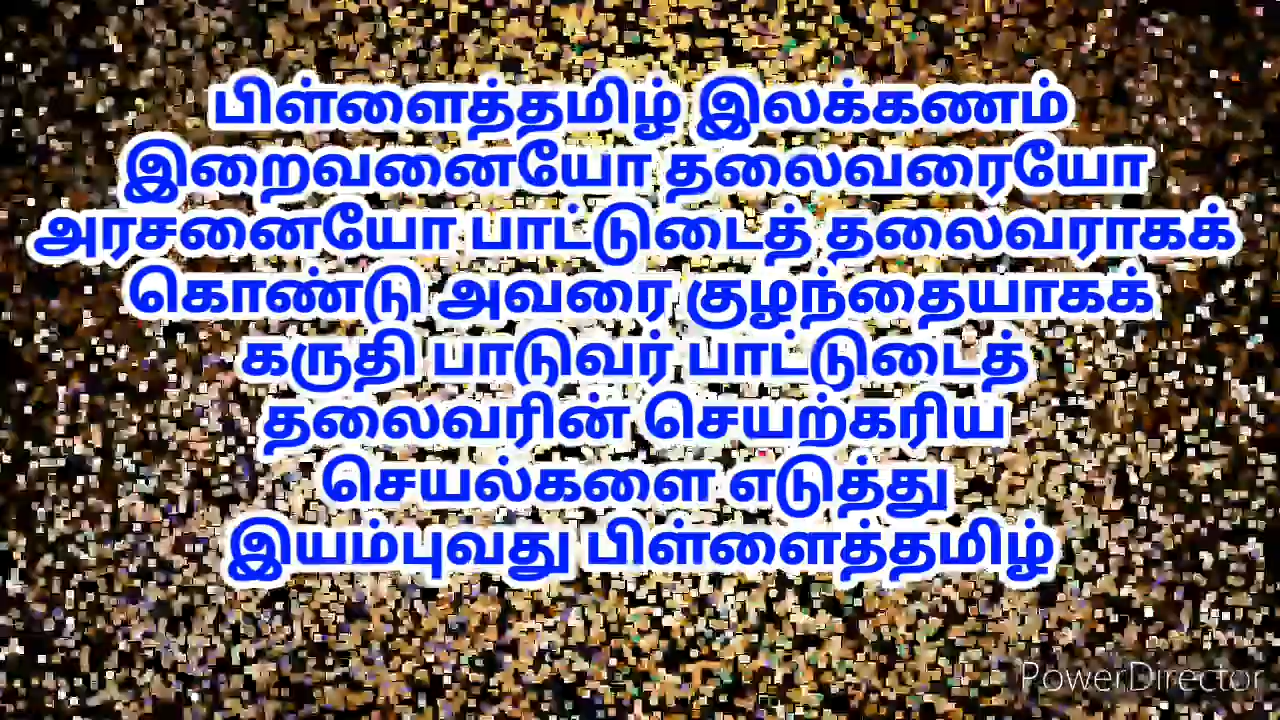 பிள்ளைத்தமிழ் இலக்கணம்
இறைவனையோ தலைவரையோ
அரசனையோ பாட்டுடைத் தலைவராகக்
கொண்டு அவரை குழந்தையாகக்
கருதி பாடுவர் பாட்டுடைத்
தலைவரின் செயற்கரிய
செயல்களை எடுத்து
இயம்புவது பிள்ளைத்தமிழ்
PowerDirector